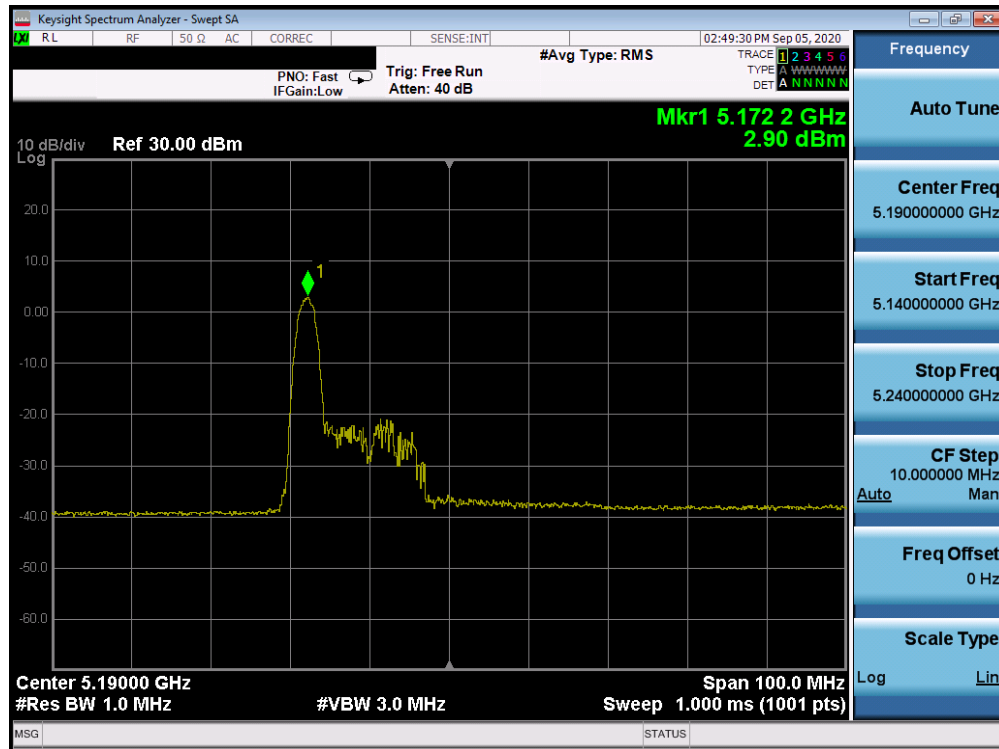 Keysight Spectrum Analyzer - Swept SA
LXI RL RF 50 Ω AC CORREC SENSE:INT 02:49:30 PM Sep 05, 2020
#Avg Type: RMS TRACE 1 2 3 4 5 6
PNO: Fast Trig: Free Run TYPE A WWWWW
IFGain:Low Atten: 40 dB DET A N N N N N
Mkr1 5.172 2 GHz
2.90 dBm
10 dB/div Ref 30.00 dBm
Log
1
20.0
10.0
0.00
-10.0
-20.0
-30.0
-40.0
-50.0
-60.0
Center 5.19000 GHz Span 100.0 MHz
#Res BW 1.0 MHz #VBW 3.0 MHz Sweep 1.000 ms (1001 pts)
MSG STATUS
Frequency
Auto Tune
Center Freq
5.190000000 GHz
Start Freq
5.140000000 GHz
Stop Freq
5.240000000 GHz
CF Step
10.000000 MHz
Auto Man
Freq Offset
0 Hz
Scale Type
Log Lin